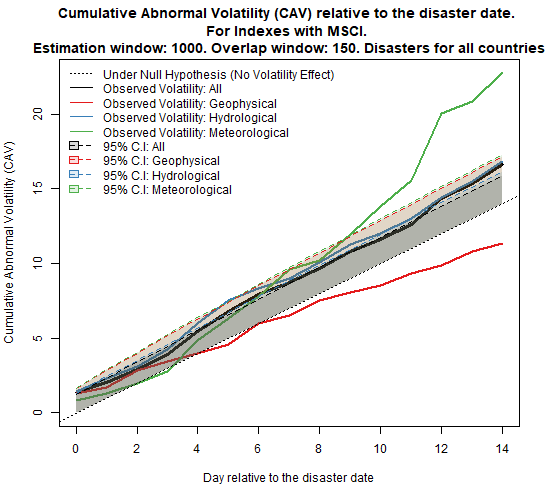 Cumulative Abnormal Volatility (CAV) relative to the disaster date.
For Indexes with MSCI.
Estimation window: 1000. Overlap window: 150. Disasters for all countries
Under Null Hypothesis (No Volatility Effect)
Observed Volatility: All
Observed Volatility: Geophysical
Observed Volatility: Hydrological
Observed Volatility: Meteorological
95% C.I: All
95% C.I: Geophysical
95% C.I: Hydrological
95% C.I: Meteorological
Cumulative Abnormal Volatility (CAV)
20
15
10
5
0
0 2 4 6 8 10 12 14
Day relative to the disaster date